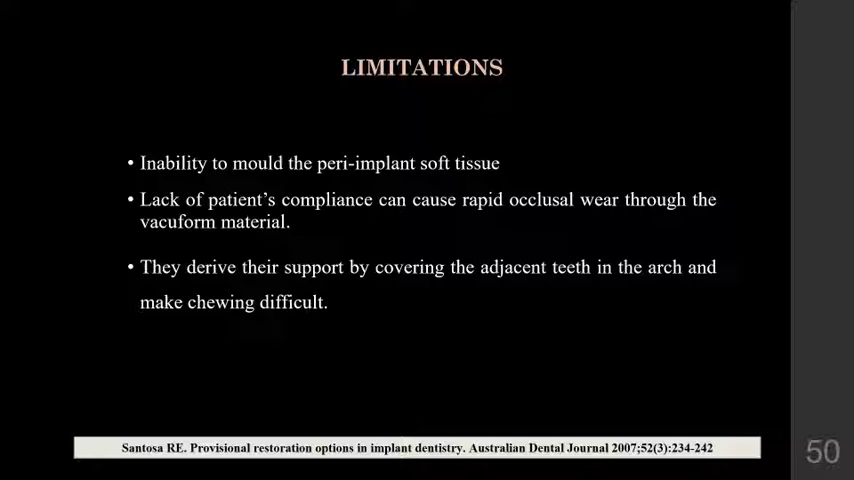 LIMITATIONS
• Inability to mould the peri-implant soft tissue
• Lack of patient's compliance can cause rapid occlusal wear through the
vacuform material.
• They derive their support by covering the adjacent teeth in the arch and
make chewing difficult.
Santosa RE. Provisional restoration options in implant dentistry. Australian Dental Journal 2007;52(3):234-242
50